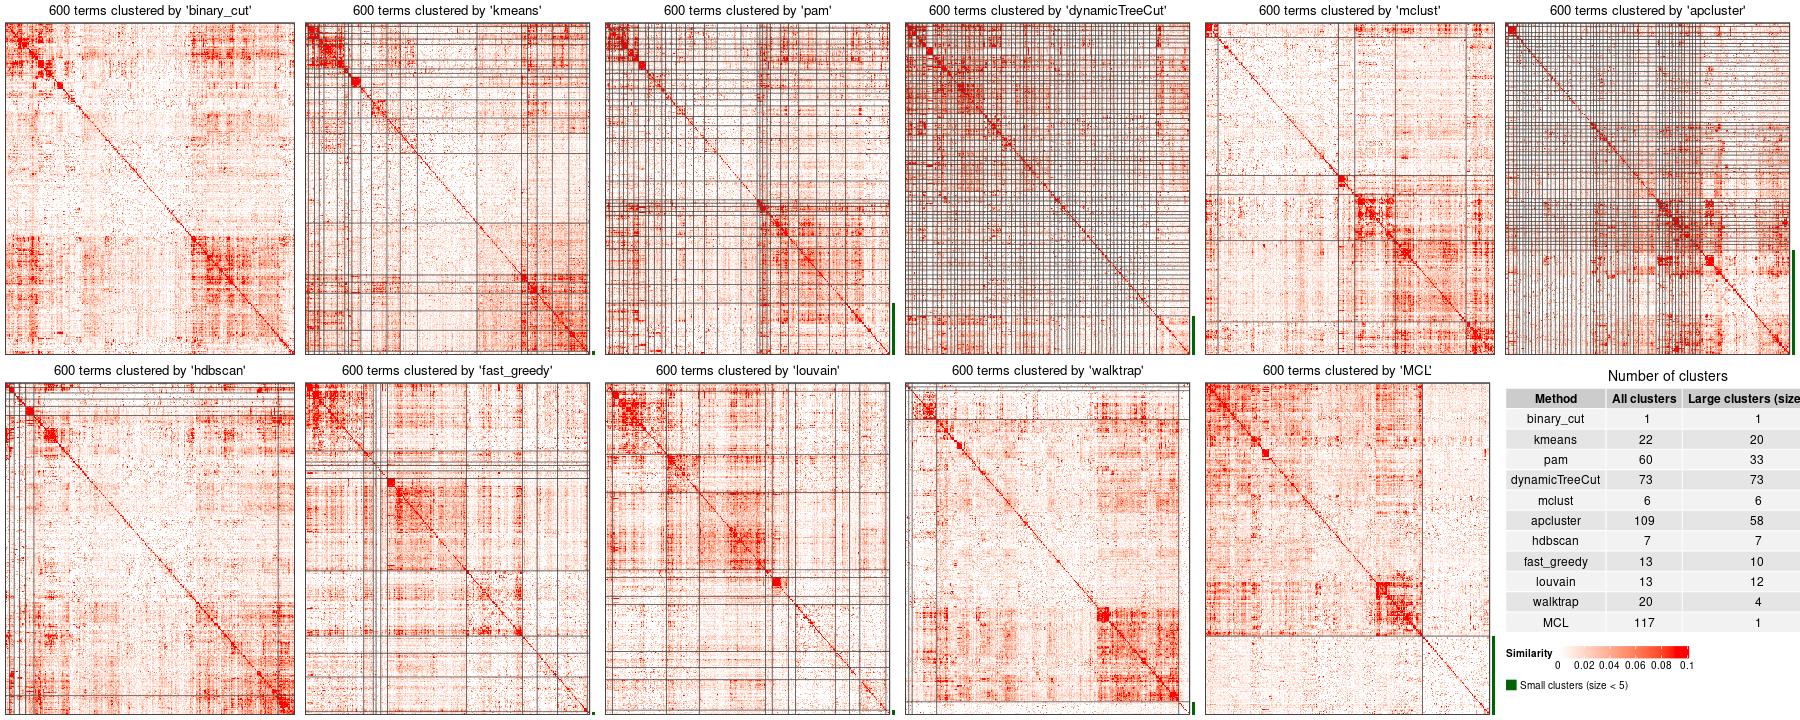 600 terms clustered by 'binary_cut'
600 terms clustered by 'kmeans'
600 terms clustered by 'pam'
600 terms clustered by 'dynamicTreeCut'
600 terms clustered by 'mclust'
600 terms clustered by 'apcluster'
600 terms clustered by 'hdbscan'
600 terms clustered by 'fast_greedy'
600 terms clustered by 'louvain'
600 terms clustered by 'walktrap'
600 terms clustered by 'MCL'
Number of clusters
Method All clusters Large clusters (size
binary_cut 1 1
kmeans 22 20
pam 60 33
dynamicTreeCut 73 73
mclust 6 6
apcluster 109 58
hdbscan 7 7
fast_greedy 13 10
louvain 13 12
walktrap 20 4
MCL 117 1
Similarity
0 0.02 0.04 0.06 0.08 0.1
Small clusters (size < 5)